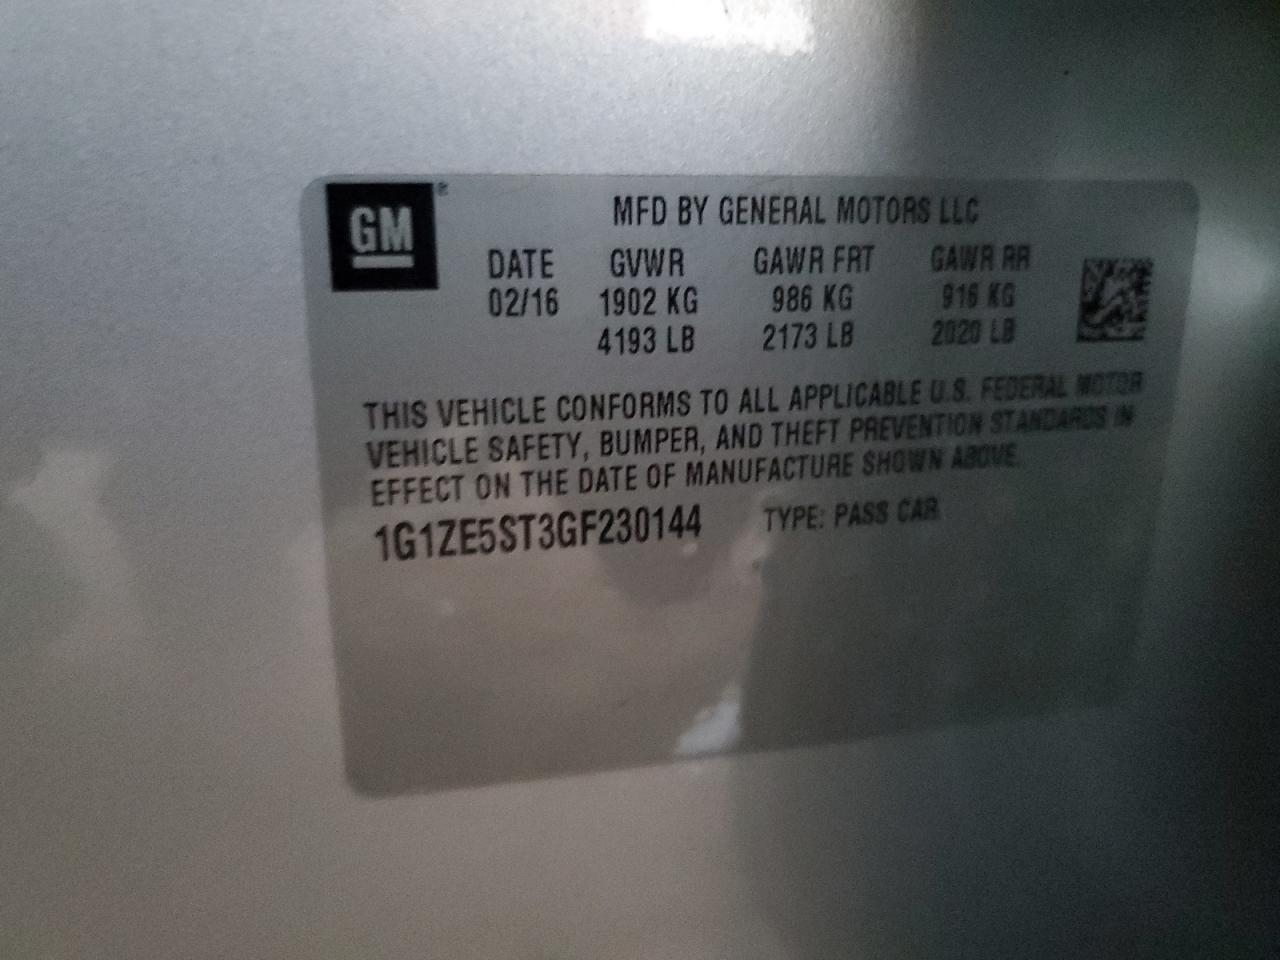 GM®
MFD BY GENERAL MOTORS LLC
DATE GVWR GAWR FRT GAWR RR
02/16 1902 KG 986 KG 916 KG
4193 LB 2173 LB 2020 LB
THIS VEHICLE CONFORMS TO ALL APPLICABLE U.S. FEDERAL MOTOR
VEHICLE SAFETY, BUMPER, AND THEFT PREVENTION STANDARDS IN
EFFECT ON THE DATE OF MANUFACTURE SHOWN ABOVE.
1G1ZE5ST3GF230144 TYPE: PASS CAR